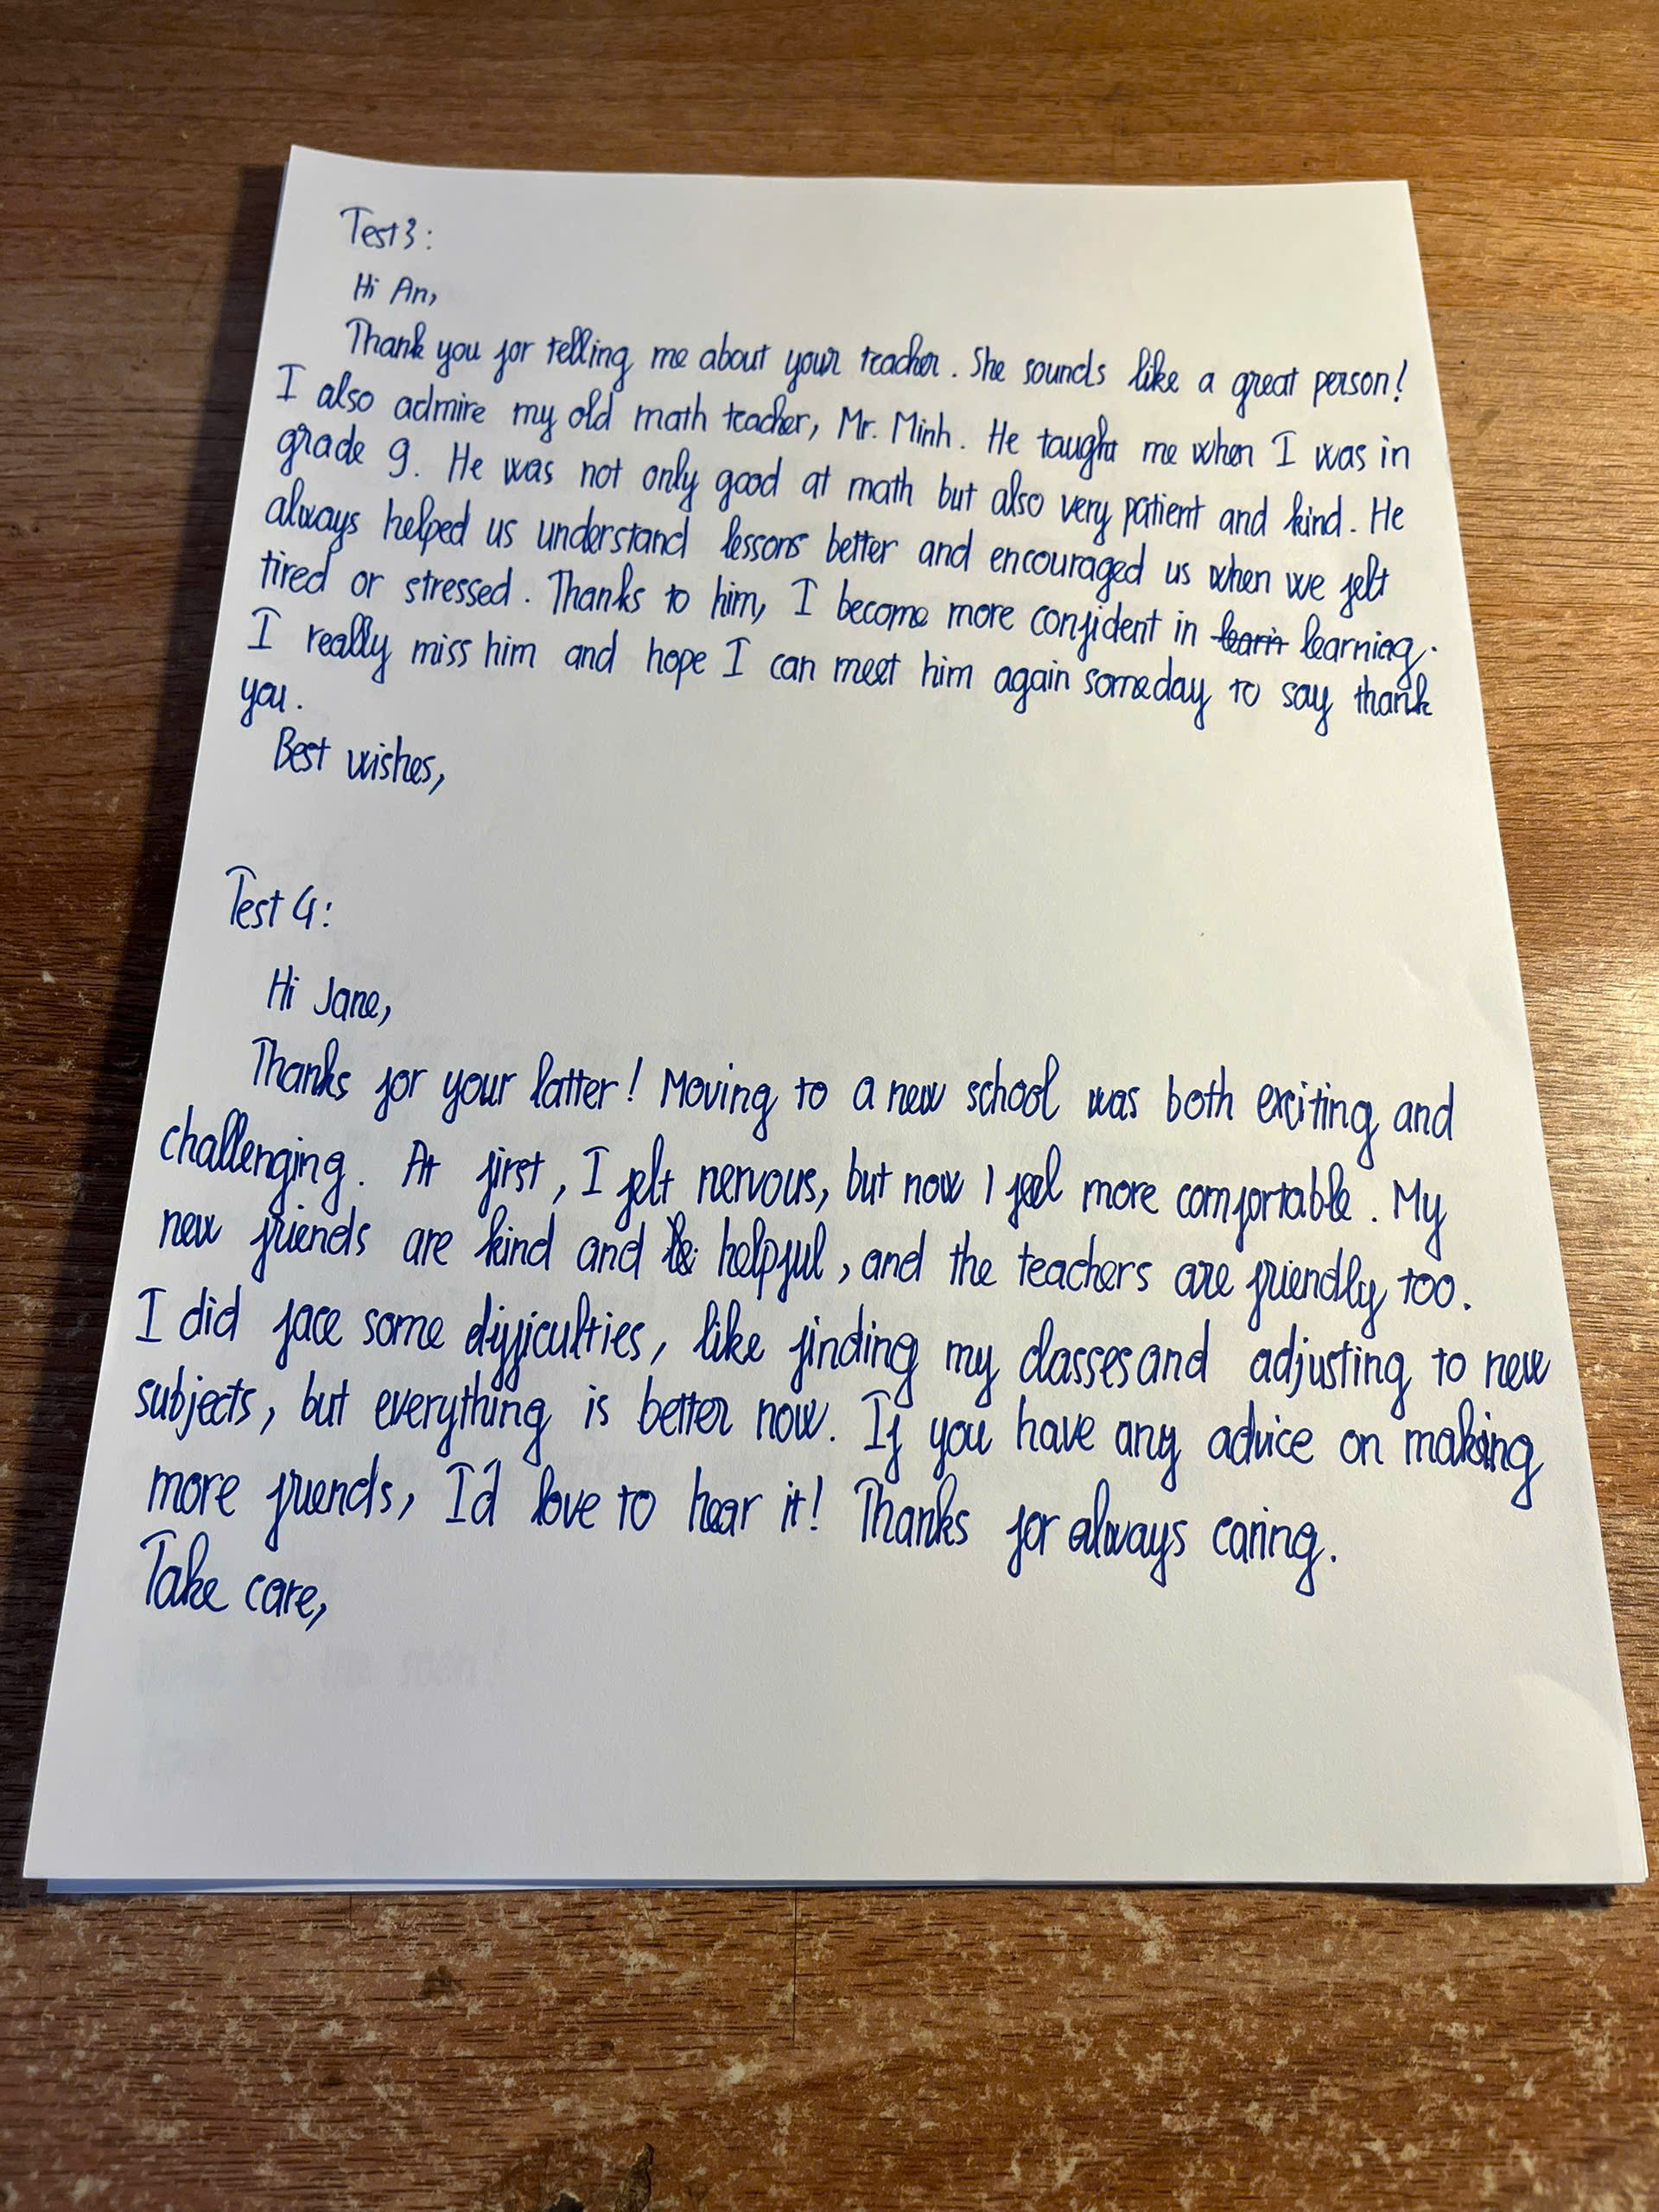 Test 3:
Hi An,
Thank you for telling me about your teacher. She sounds like a great person!
I also admire my old math teacher, Mr. Minh. He taught me when I was in
grade 9. He was not only good at math but also very patient and kind. He
always helped us understand lessons better and encouraged us when we felt
tired or stressed. Thanks to him, I become more confident in learin learning.
I really miss him and hope I can meet him again someday to say thank
you.
Best wishes,
Test 4:
Hi Jane,
Thanks for your latter! Moving to a new school was both exciting and
challenging. At first, I felt nervous, but now I feel more comfortable. My
new friends are kind and helpful, and the teachers are friendly too.
I did face some difficulties, like finding my classes and adjusting to new
subjects, but everything is better now. If you have any advice on making
more friends, I'd love to hear it! Thanks for always caring.
Take care,